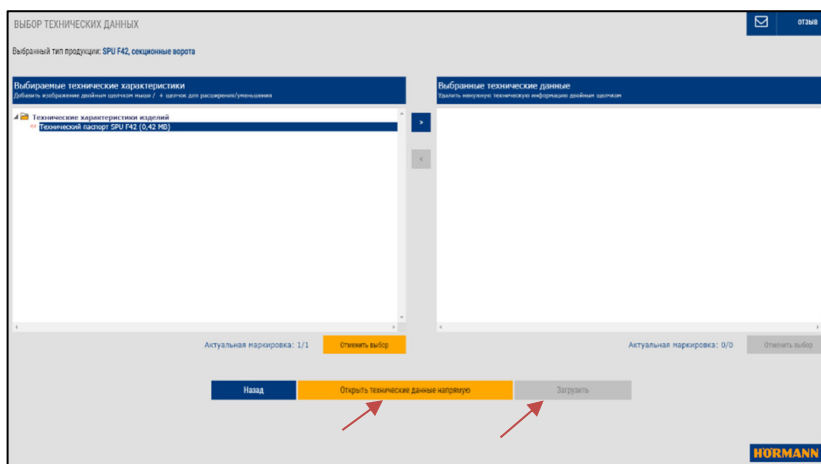 ВЫБОР ТЕХНИЧЕСКИХ ДАННЫХ
ОТЗЫВ
Выбранный тип продукции: SPU F42, секционные ворота
Выбираемые технические характеристики
Добавить изображение двойным щелчком мыши / + щелчок для расширения/уменьшения
Выбранные технические данные
Удалить ненужную техническую информацию двойным щелчком
Технические характеристики изделий
Технический паспорт SPU F42 (0,42 MB)
>
<
Актуальная маркировка: 1/1
Отменить выбор
Актуальная маркировка: 0/0
Отменить выбор
Назад
Открыть технические данные напрямую
Загрузить
HÖRMANN